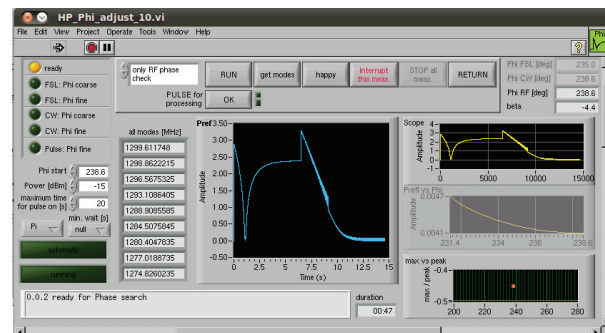 HP_Phi_adjust_10.vi
File Edit View Project Operate Tools Window Help
ready
FSL: Phi coarse
FSL: Phi fine
CW: Phi coarse
CW: Phi fine
Pulse: Phi fine
Phi start 238.6
Power [dBm] -15
maximum time
for pulse on [s] 20
min. wait [s]
Pi null
automatic
running
only RF phase
check
RUN
get modes
happy
Interrupt
this meas.
STOP all
meas.
RETURN
PULSE for
processing
OK
Phi FSL [deg] 235.0
Phi CW [deg] 238.6
Phi RF [deg] 238.6
beta -4.4
all modes [MHz]
1299.611748
1298.8622215
1296.5675325
1293.1086405
1288.9085585
1284.5075845
1280.4047835
1277.0188735
1274.8260235
Pref
3.50
3.00
2.50
2.00
1.50
1.00
0.50
0.00
-0.50
Amplitude
0 2.5 5 7.5 10 12.5 14.5
Time (s)
Scope
4
3
2
1
0
-1
Amplitude
0 5000 10000 15000
Prefl vs Phi
0.0047
0.0041
Amplitude
231.4 234 236 238.6
max vs peak
-0.4
-0.5
max / peak
200 220 240 260 280
0.0.2 ready for Phase search
duration
00:47